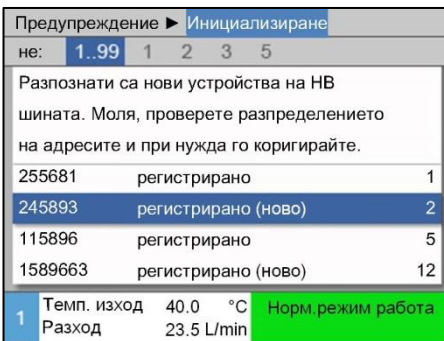 Предупреждение ► Инициализиране
не: 1..99 1 2 3 5
Разпознати са нови устройства на НВ
шината. Моля, проверете разпределението
на адресите и при нужда го коригирайте.
255681 регистрирано 1
245893 регистрирано (ново) 2
115896 регистрирано 5
1589663 регистрирано (ново) 12
1 Темп. изход 40.0 °C Норм.режим работа
Разход 23.5 L/min